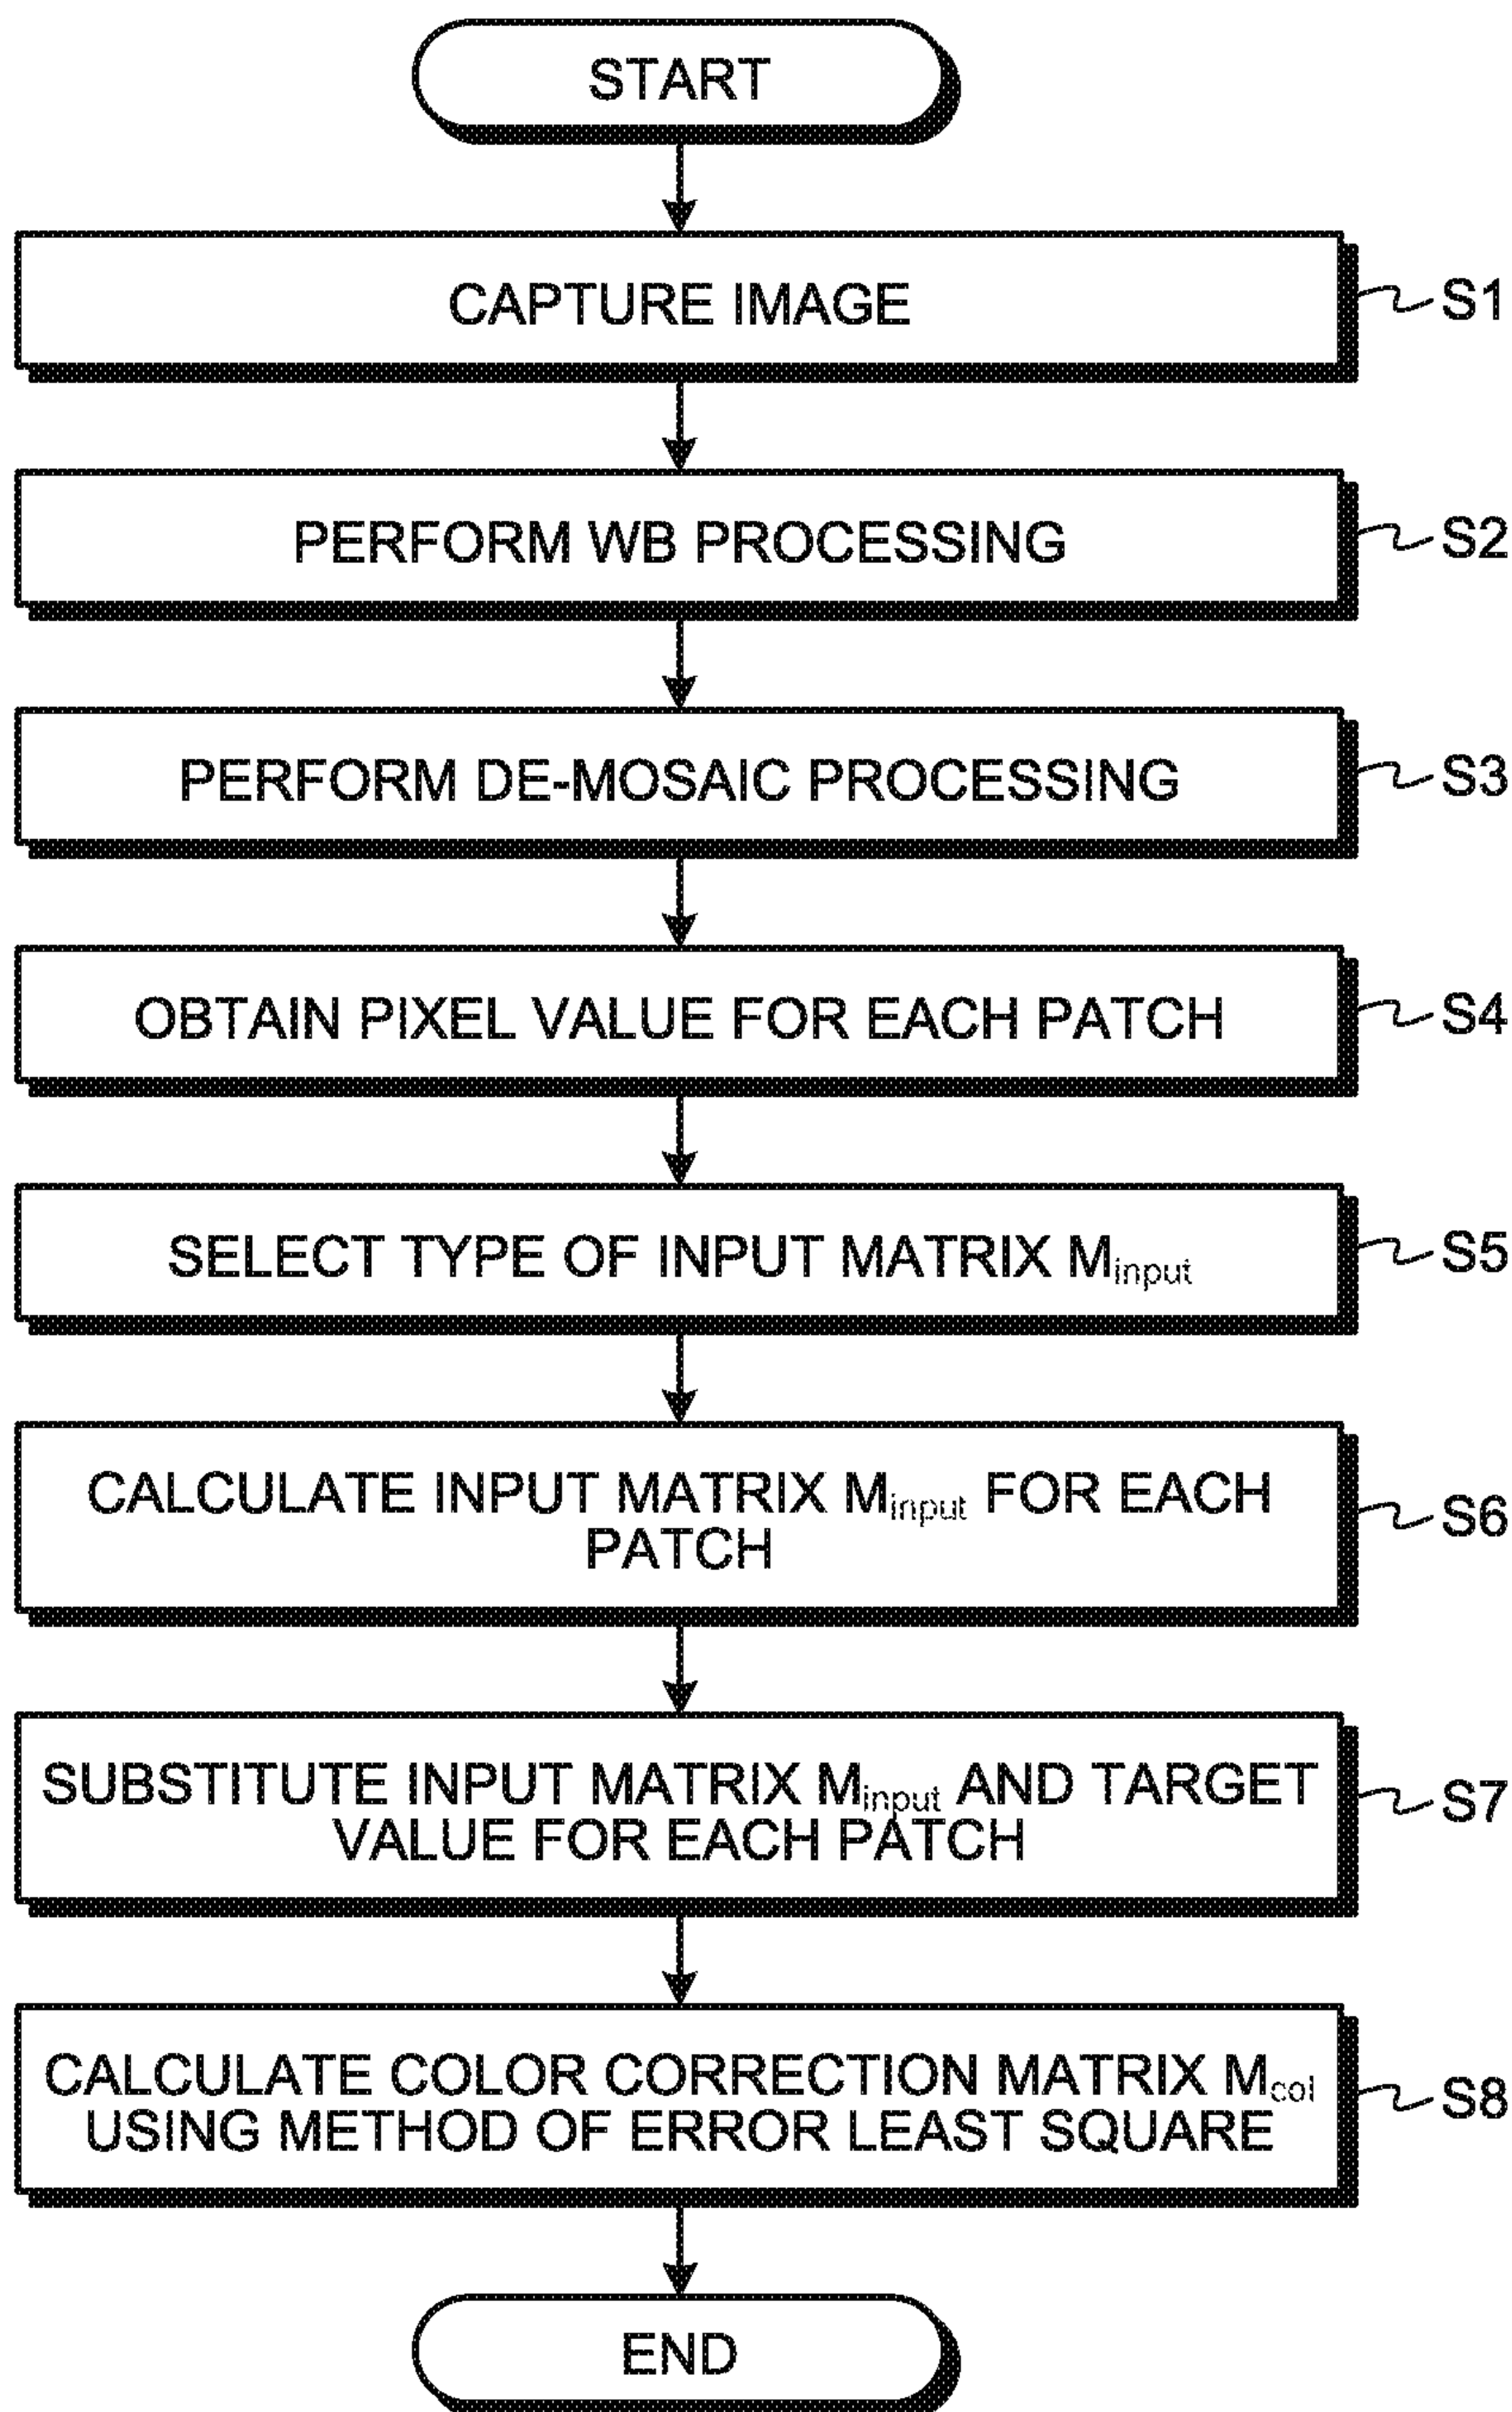 START
CAPTURE IMAGE
S1
PERFORM WB PROCESSING
S2
PERFORM DE-MOSAIC PROCESSING
S3
OBTAIN PIXEL VALUE FOR EACH PATCH
S4
SELECT TYPE OF INPUT MATRIX Minput
S5
CALCULATE INPUT MATRIX Minput FOR EACH
PATCH
S6
SUBSTITUTE INPUT MATRIX Minput AND TARGET
VALUE FOR EACH PATCH
S7
CALCULATE COLOR CORRECTION MATRIX Mcol
USING METHOD OF ERROR LEAST SQUARE
S8
END